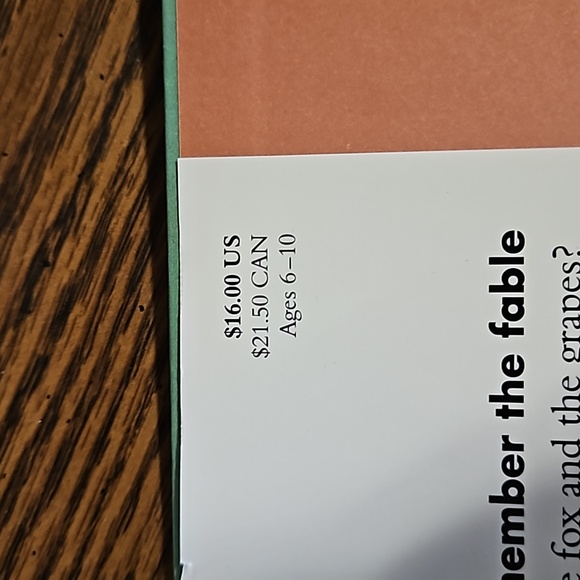 $16.00 US
$21.50 CAN
Ages 6–10
ember the fable
fox and the grapes?